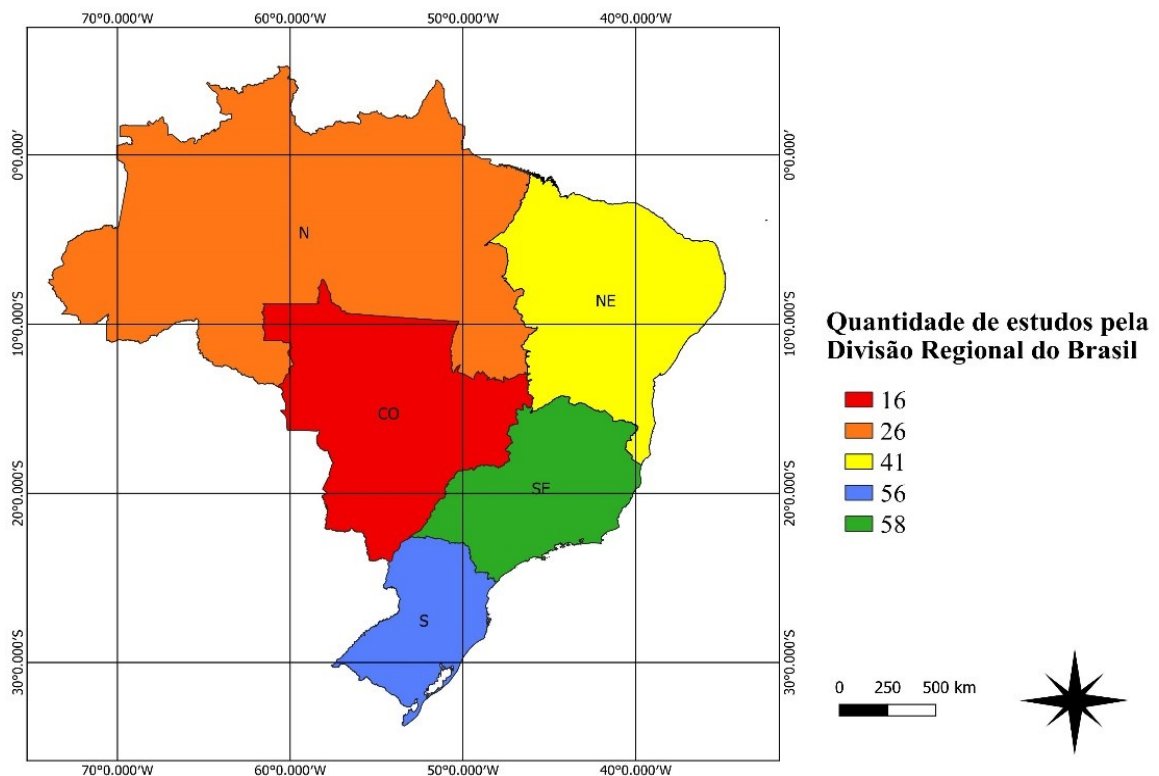 70°0.000'W 60°0.000'W 50°0.000'W 40°0.000'W
0°0.000' 0°0.000'
N
NE
10°0.000'S 10°0.000'S
CO
SE
20°0.000'S 20°0.000'S
S
30°0.000'S 30°0.000'S
70°0.000'W 60°0.000'W 50°0.000'W 40°0.000'W
Quantidade de estudos pela
Divisão Regional do Brasil
16
26
41
56
58
0 250 500 km